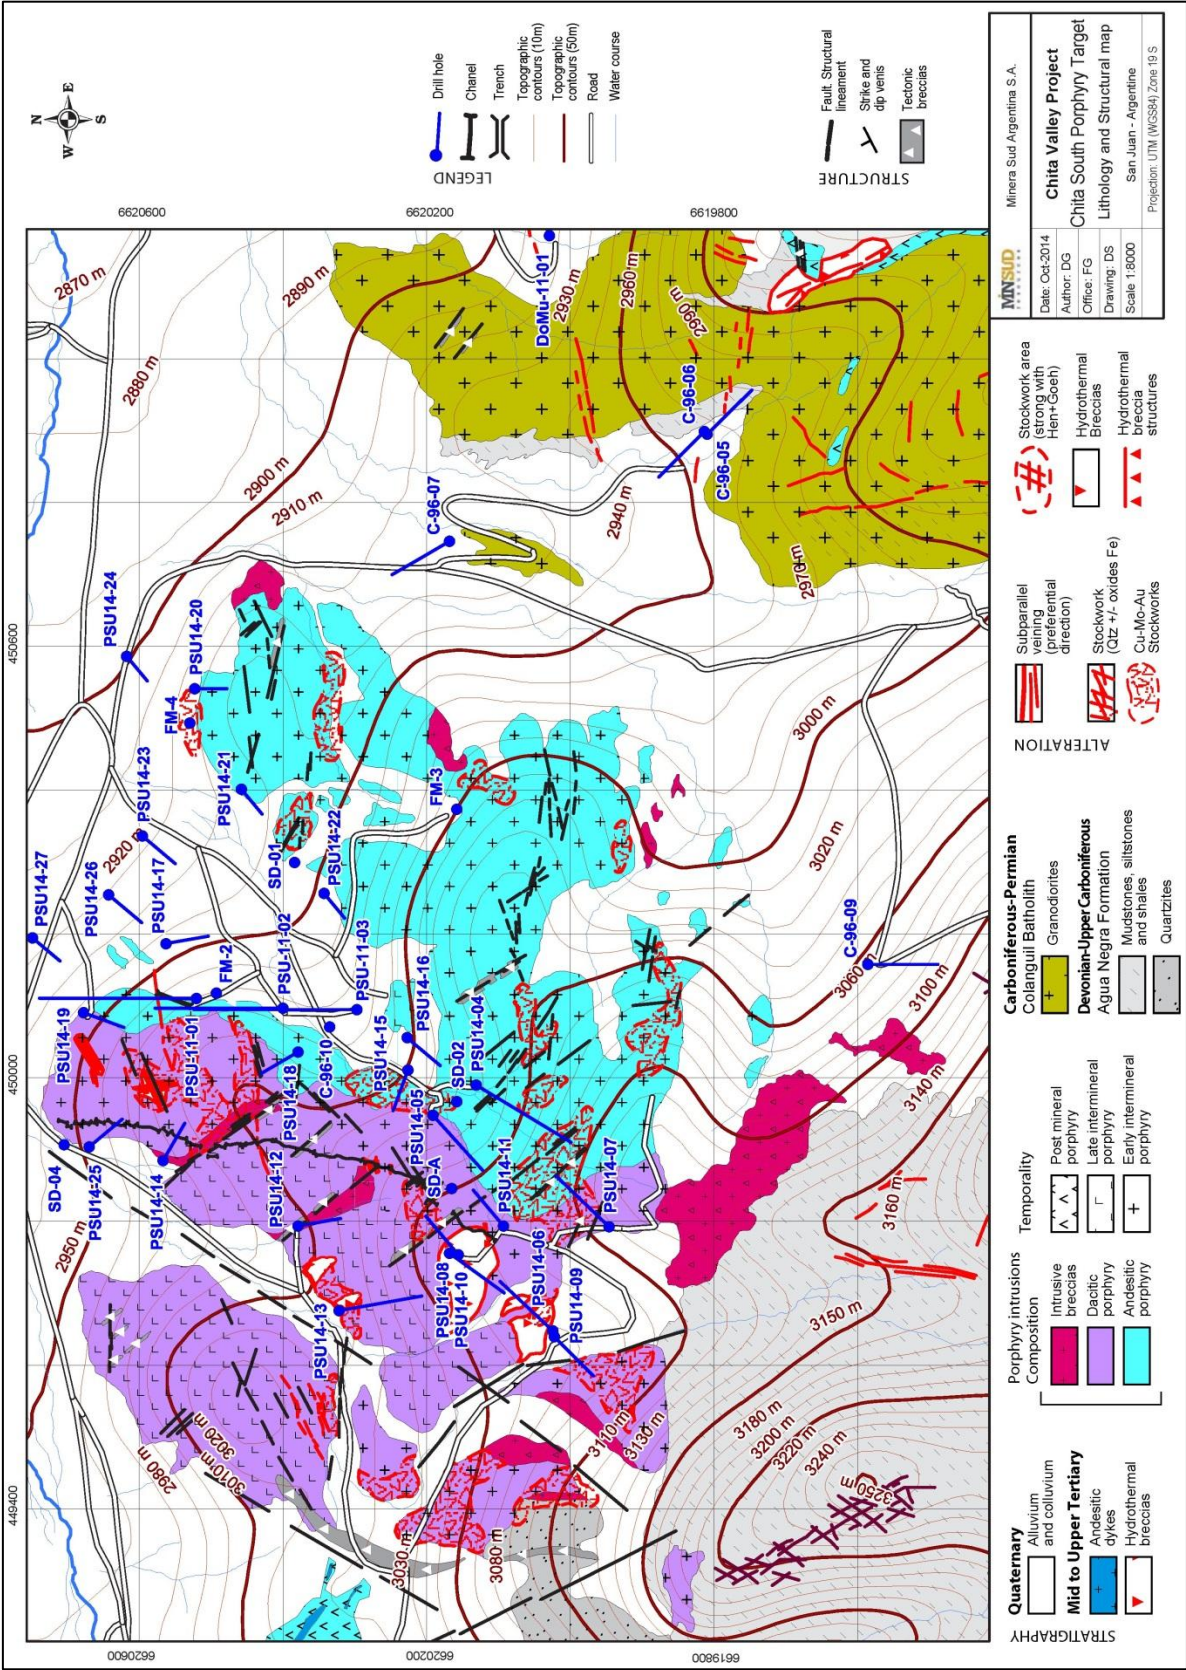 N
W
E
S
LEGEND
Drill hole
Chanel
Trench
Topographic
contours (10m)
Topographic
contours (50m)
Road
Water course
STRUCTURE
Fault. Structural
lineament
Strike and
dip venis
Tectonic
breccias
6620600
6620200
6619800
449400
450000
450600
6620600
6620200
6619800
2870 m
2880 m
2890 m
2900 m
2910 m
2920 m
2930 m
2940 m
2950 m
2960 m
2970 m
2980 m
2990 m
3000 m
3010 m
3020 m
3020 m
3030 m
3060 m
3080 m
3100 m
3110 m
3130 m
3140 m
3150 m
3160 m
3180 m
3200 m
3220 m
3240 m
3250m
PSU14-27
PSU14-26
PSU14-17
PSU14-23
PSU14-24
FM-4
PSU14-20
PSU14-21
SD-01
PSU14-22
FM-2
PSU-11-02
PSU-11-03
PSU14-19
PSU-11-01
PSU14-18
C-96-10
PSU14-15
PSU14-16
FM-3
PSU14-04
SD-02
PSU14-05
SD-04
PSU14-25
PSU14-14
PSU14-12
PSU14-13
SD-A
PSU14-11
PSU14-07
PSU14-08
PSU14-10
PSU14-06
PSU14-09
C-96-07
C-96-06
C-96-05
C-96-09
DoMu-11-01
STRATIGRAPHY
Quaternary
Alluvium
and colluvium
Mid to Upper Tertiary
Andesitic
dykes
Hydrothermal
breccias
Porphyry intrusions
Composition
Intrusive
breccias
Dacitic
porphyry
Andesitic
porphyry
Temporality
Post mineral
porphyry
Late intermineral
porphyry
Early intermineral
porphyry
Carboniferous-Permian
Colanguil Batholith
Granodiorites
Devonian-Upper Carboniferous
Agua Negra Formation
Mudstones, siltstones
and shales
Quartzites
ALTERATION
Subparallel
veining
(preferential
direction)
Stockwork
(Qtz +/- oxides Fe)
Cu-Mo-Au
Stockworks
Stockwork area
(strong with
Hen+Goeh)
Hydrothermal
Breccias
Hydrothermal
breccia
structures
MNSUD
Minera Sud Argentina S.A.
Date: Oct-2014
Author: DG
Office: FG
Drawing: DS
Scale 1:8000
Chita Valley Project
Chita South Porphyry Target
Lithology and Structural map
San Juan - Argentine
Projection: UTM (WGS84) Zone 19 S